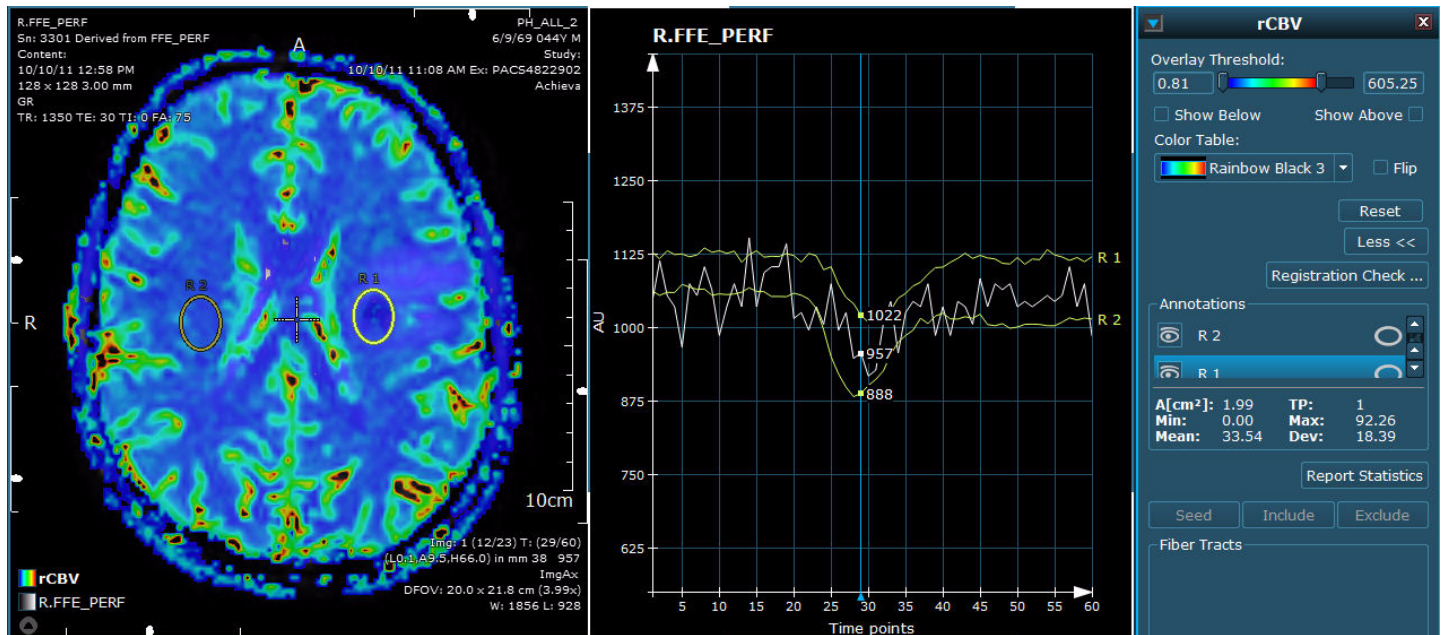 R.FFE_PERF
Sn: 3301 Derived from FFE_PERF
Content:
10/10/11 12:58 PM
128 x 128 3.00 mm
GR
TR: 1350 TE: 30 TI: 0 FA: 75
PH_ALL_2
6/9/69 044Y M
Study:
10/10/11 11:08 AM Ex: PACS4822902
Achieva
A
R
R 2
R 1
10cm
Img: 1 (12/23) T: (29/60)
(L0.1,A9.5,H66.0) in mm 38 957
ImgAx
DFOV: 20.0 x 21.8 cm (3.99x)
W: 1856 L: 928
rCBV
R.FFE_PERF
R.FFE_PERF
1375
1250
1125
1000
875
750
625
AU
R 1
R 2
1022
957
888
5 10 15 20 25 30 35 40 45 50 55 60
Time points
rCBV
Overlay Threshold:
0.81 605.25
Show Below Show Above
Color Table:
Rainbow Black 3 Flip
Reset
Less <<
Registration Check ...
Annotations
R 2
R 1
A[cm²]: 1.99 TP: 1
Min: 0.00 Max: 92.26
Mean: 33.54 Dev: 18.39
Report Statistics
Seed Include Exclude
Fiber Tracts